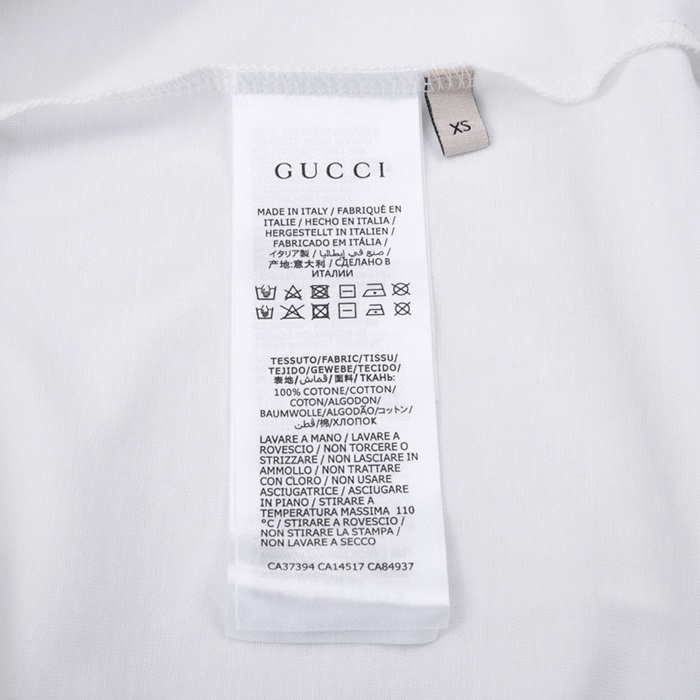 XS
GUCCI
MADE IN ITALY / FABRIQUÉ EN
ITALIE / HECHO EN ITALIA /
HERGESTELLT IN ITALIEN /
FABRICADO EM ITÁLIA /
イタリア製 / صنع في إيطاليا /
产地:意大利 / СДЕЛАНО В
ИТАЛИИ
TESSUTO/FABRIC/TISSU/
TEJIDO/GEWEBE/TECIDO/
表地/قماش/面料/ТКАНЬ:
100% COTONE/COTTON/
COTON/ALGODON/
BAUMWOLLE/ALGODÃO/コットン/
قطن/棉/ХЛОПОК
LAVARE A MANO / LAVARE A
ROVESCIO / NON TORCERE O
STRIZZARE / NON LASCIARE IN
AMMOLLO / NON TRATTARE
CON CLORO / NON USARE
ASCIUGATRICE / ASCIUGARE
IN PIANO / STIRARE A
TEMPERATURA MASSIMA 110
°C / STIRARE A ROVESCIO /
NON STIRARE LA STAMPA /
NON LAVARE A SECCO
CA37394 CA14517 CA84937